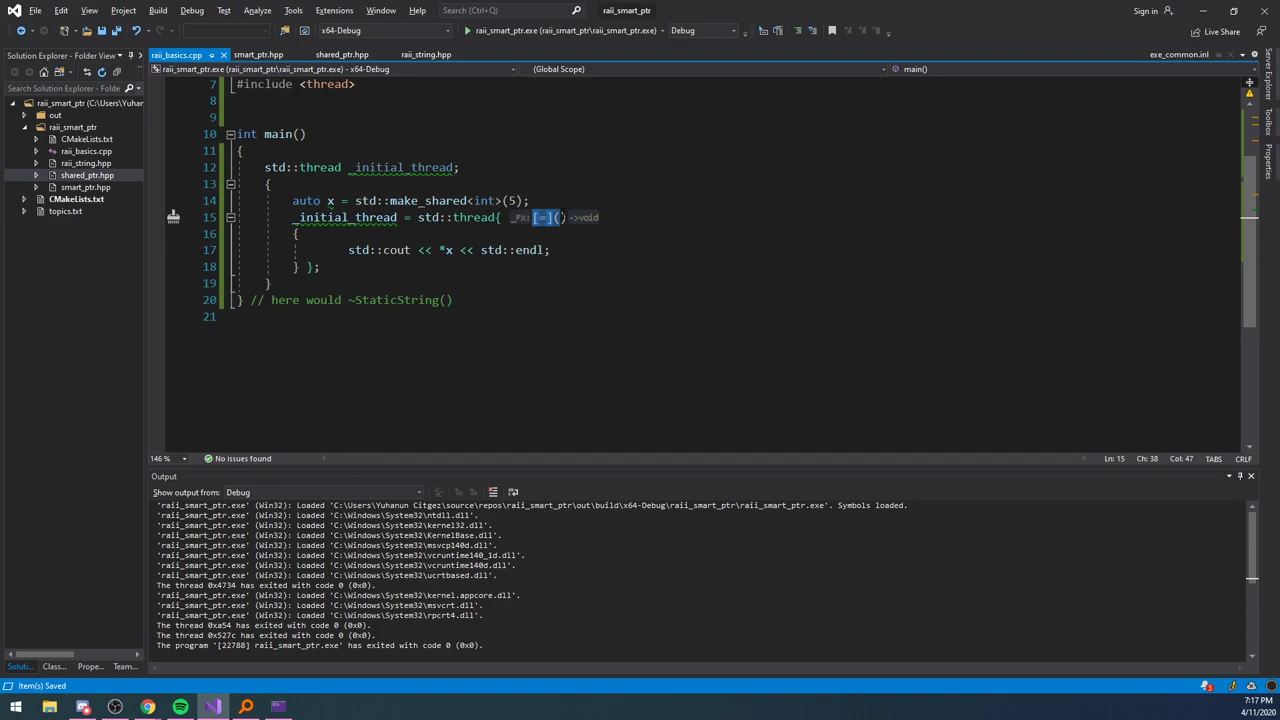 File Edit View Project Build Debug Test Analyze Tools Extensions Window Help Search (Ctrl+Q) raii_smart_ptr Sign in
x64-Debug raii_smart_ptr.exe (raii_smart_ptr\raii_smart_ptr.exe) Debug Live Share
Solution Explorer - Folder View
raii_basics.cpp smart_ptr.hpp shared_ptr.hpp raii_string.hpp exe_common.inl
raii_smart_ptr.exe (raii_smart_ptr\raii_smart_ptr.exe) - x64-Debug (Global Scope) main()
Search Solution Explorer - Folder
raii_smart_ptr (C:\Users\Yuhan
out
raii_smart_ptr
CMakeLists.txt
raii_basics.cpp
raii_string.hpp
shared_ptr.hpp
smart_ptr.hpp
CMakeLists.txt
topics.txt
7 #include <thread>
8
9
10 int main()
11 {
12 std::thread _initial_thread;
13 {
14 auto x = std::make_shared<int>(5);
15 _initial_thread = std::thread{ _Fx: [=]() ->void
16 {
17 std::cout << *x << std::endl;
18 } };
19 }
20 } // here would ~StaticString()
21
Server Explorer
Toolbox
Properties
146 % No issues found Ln: 15 Ch: 38 Col: 47 TABS CRLF
Output
Show output from: Debug
'raii_smart_ptr.exe' (Win32): Loaded 'C:\Users\Yuhanun Citgez\source\repos\raii_smart_ptr\out\build\x64-Debug\raii_smart_ptr\raii_smart_ptr.exe'. Symbols loaded.
'raii_smart_ptr.exe' (Win32): Loaded 'C:\Windows\System32\ntdll.dll'.
'raii_smart_ptr.exe' (Win32): Loaded 'C:\Windows\System32\kernel32.dll'.
'raii_smart_ptr.exe' (Win32): Loaded 'C:\Windows\System32\KernelBase.dll'.
'raii_smart_ptr.exe' (Win32): Loaded 'C:\Windows\System32\msvcp140d.dll'.
'raii_smart_ptr.exe' (Win32): Loaded 'C:\Windows\System32\vcruntime140_1d.dll'.
'raii_smart_ptr.exe' (Win32): Loaded 'C:\Windows\System32\vcruntime140d.dll'.
'raii_smart_ptr.exe' (Win32): Loaded 'C:\Windows\System32\ucrtbased.dll'.
The thread 0x4734 has exited with code 0 (0x0).
'raii_smart_ptr.exe' (Win32): Loaded 'C:\Windows\System32\kernel.appcore.dll'.
'raii_smart_ptr.exe' (Win32): Loaded 'C:\Windows\System32\msvcrt.dll'.
'raii_smart_ptr.exe' (Win32): Loaded 'C:\Windows\System32\rpcrt4.dll'.
The thread 0xa54 has exited with code 0 (0x0).
The thread 0x527c has exited with code 0 (0x0).
The program '[22788] raii_smart_ptr.exe' has exited with code 0 (0x0).
Soluti... Class... Prope... Team...
Item(s) Saved 3
7:17 PM
4/11/2020